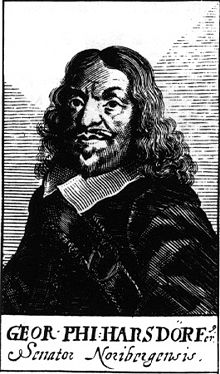 GEOR· PHI: HARSDÖRFer.
Senator Noribergensis.